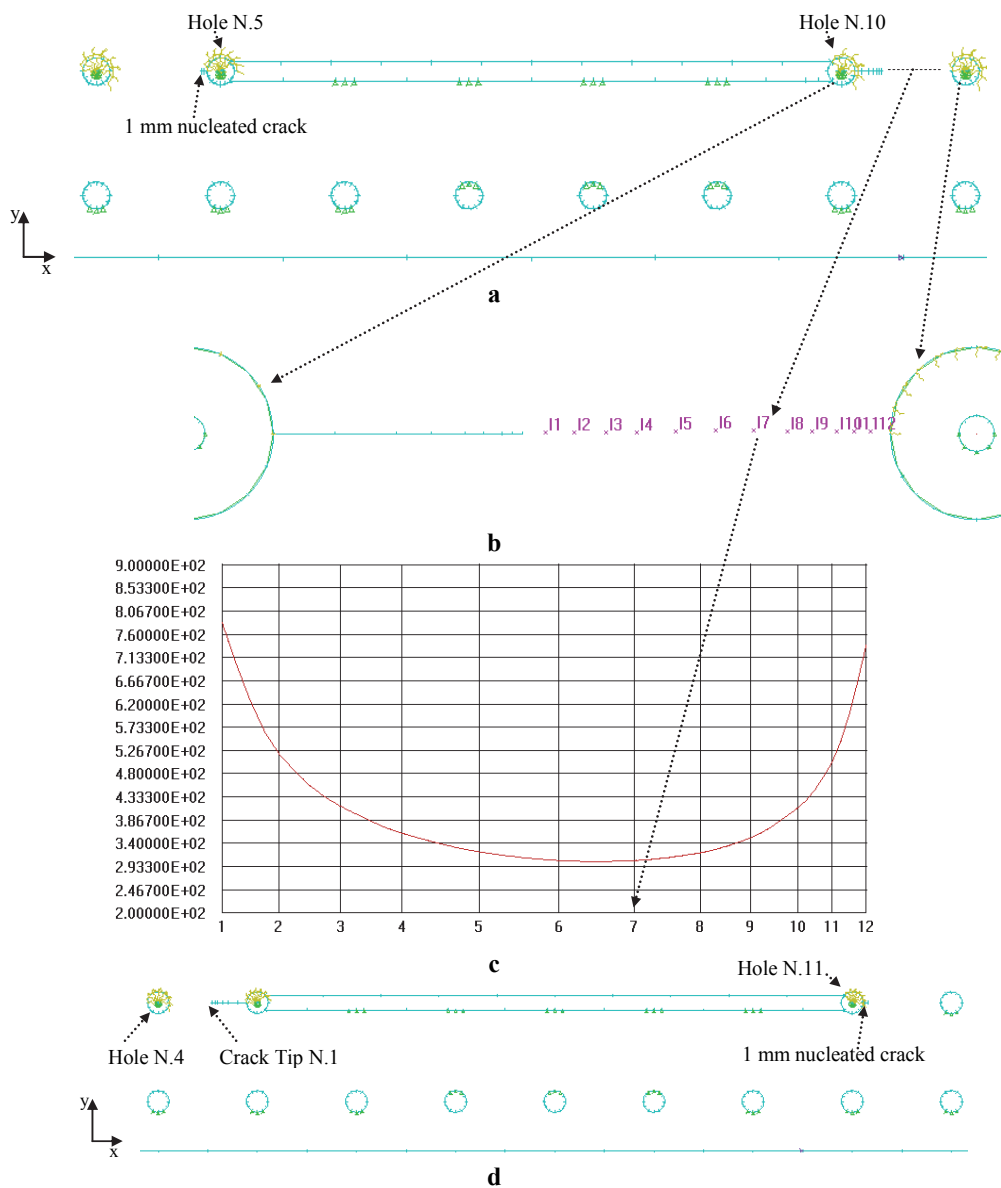 Hole N.5
Hole N.10
1 mm nucleated crack
y
x
a
I1 I2 I3 I4 I5 I6 I7 I8 I9 I10 I11 I12
b
9.00000E+02
8.53300E+02
8.06700E+02
7.60000E+02
7.13300E+02
6.66700E+02
6.20000E+02
5.73300E+02
5.26700E+02
4.80000E+02
4.33300E+02
3.86700E+02
3.40000E+02
2.93300E+02
2.46700E+02
2.00000E+02
1 2 3 4 5 6 7 8 9 10 11 12
c
Hole N.11
Hole N.4
Crack Tip N.1
1 mm nucleated crack
y
x
d